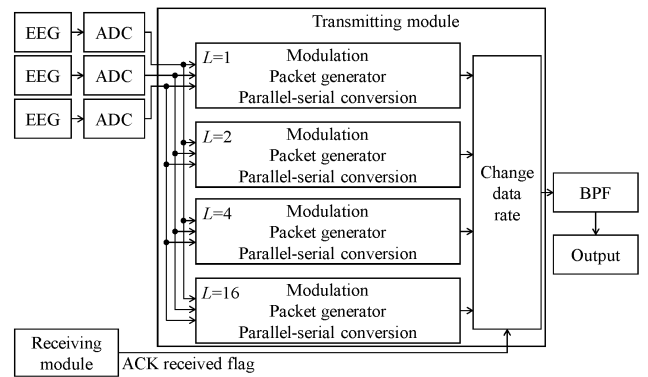 Transmitting module
EEG
ADC
EEG
ADC
EEG
ADC
L=1
Modulation
Packet generator
Parallel-serial conversion
L=2
Modulation
Packet generator
Parallel-serial conversion
L=4
Modulation
Packet generator
Parallel-serial conversion
L=16
Modulation
Packet generator
Parallel-serial conversion
Change
data
rate
BPF
Output
Receiving
module
ACK received flag